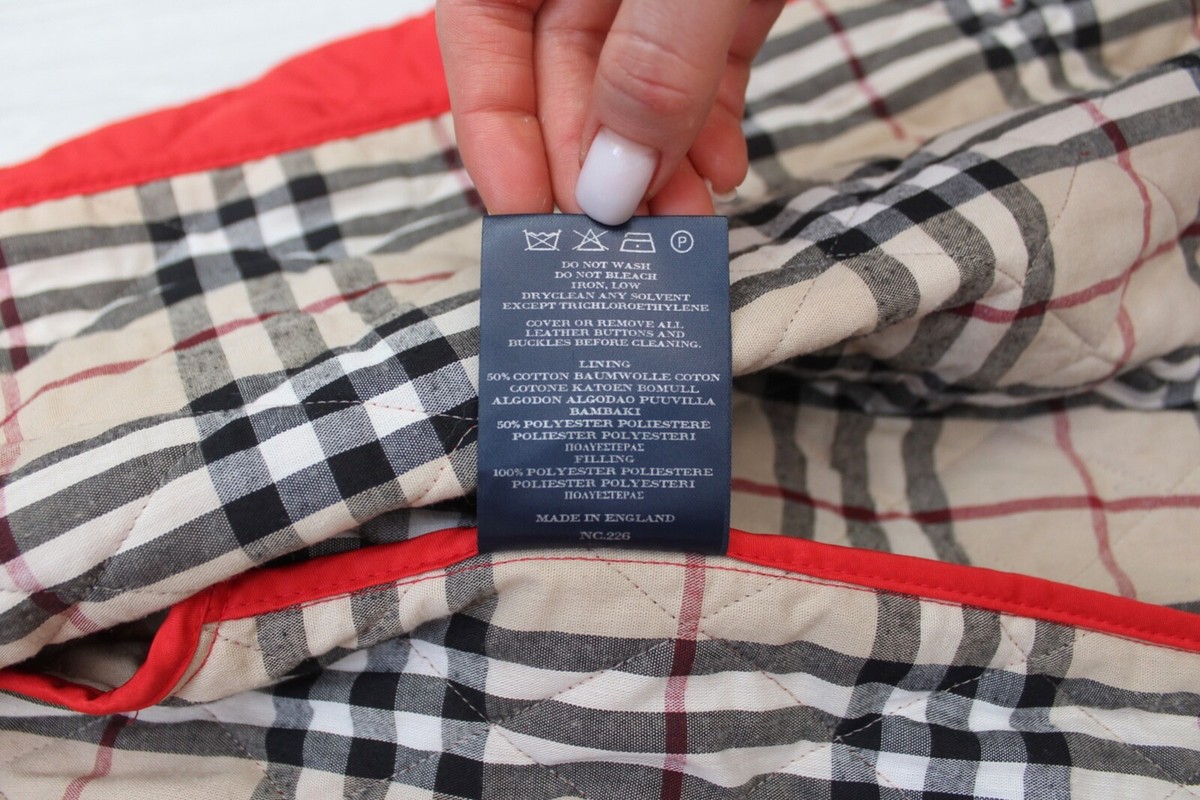 P
DO NOT WASH
DO NOT BLEACH
IRON, LOW
DRYCLEAN ANY SOLVENT
EXCEPT TRICHLOROETHYLENE
COVER OR REMOVE ALL
LEATHER BUTTONS AND
BUCKLES BEFORE CLEANING.
LINING
50% COTTON BAUMWOLLE COTON
COTONE KATOEN BOMULL
ALGODON ALGODAO PUUVILLA
BAMBAKI
50% POLYESTER POLIESTERE
POLIESTER POLYESTERI
ΠΟΛΥΕΣΤΕΡΑΣ
FILLING
100% POLYESTER POLIESTERE
POLIESTER POLYESTERI
ΠΟΛΥΕΣΤΕΡΑΣ
MADE IN ENGLAND
NC.226